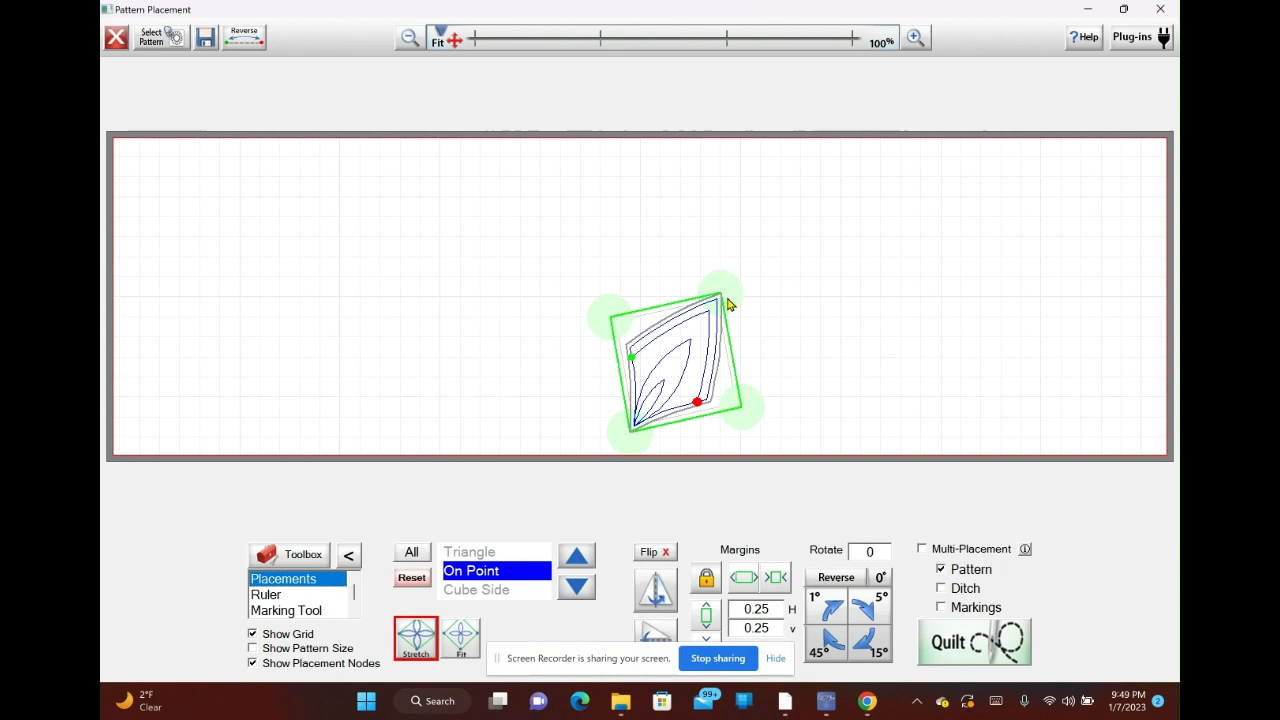 Pattern Placement
Select Pattern
Reverse
Fit
100%
?Help
Plug-ins
Toolbox
<
Placements
Ruler
Marking Tool
Show Grid
Show Pattern Size
Show Placement Nodes
All
Reset
Triangle
On Point
Cube Side
Stretch
Fit
Flip X
Margins
0.25 H
0.25 v
Rotate 0
Reverse 0°
1° 5°
45° 15°
Multi-Placement
Pattern
Ditch
Markings
Quilt
Screen Recorder is sharing your screen. Stop sharing Hide
2°F
Clear
Search
99+
9:49 PM
1/7/2023
2